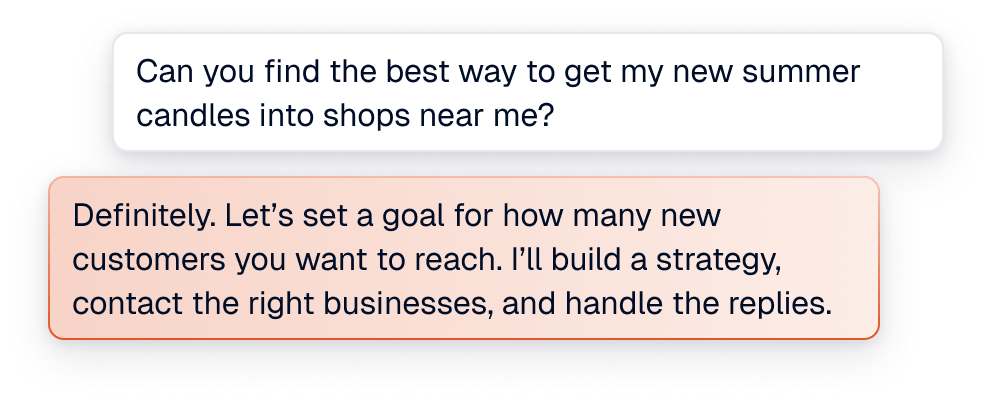 Can you find the best way to get my new summer
candles into shops near me?
Definitely. Let’s set a goal for how many new
customers you want to reach. I’ll build a strategy,
contact the right businesses, and handle the replies.